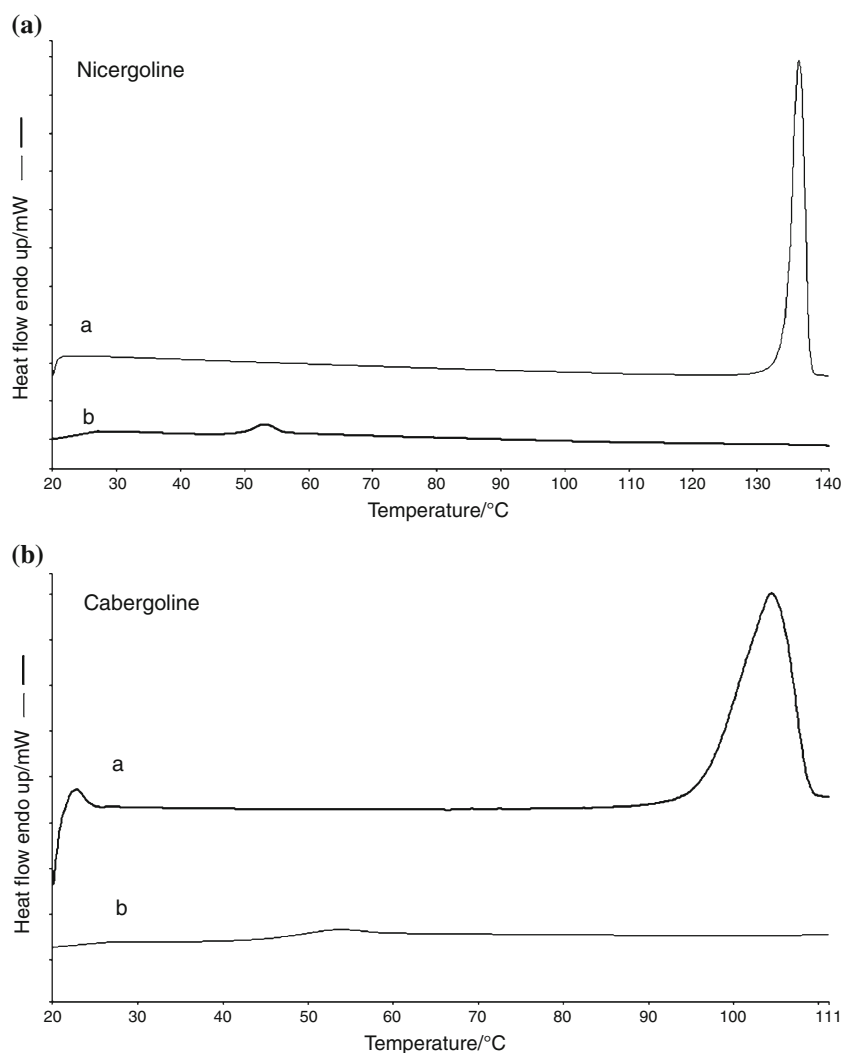 (a)
Nicergoline
Heat flow endo up/mW
a
b
20 30 40 50 60 70 80 90 100 110 120 130 140
Temperature/°C
(b)
Cabergoline
Heat flow endo up/mW
a
b
20 30 40 50 60 70 80 90 100 111
Temperature/°C